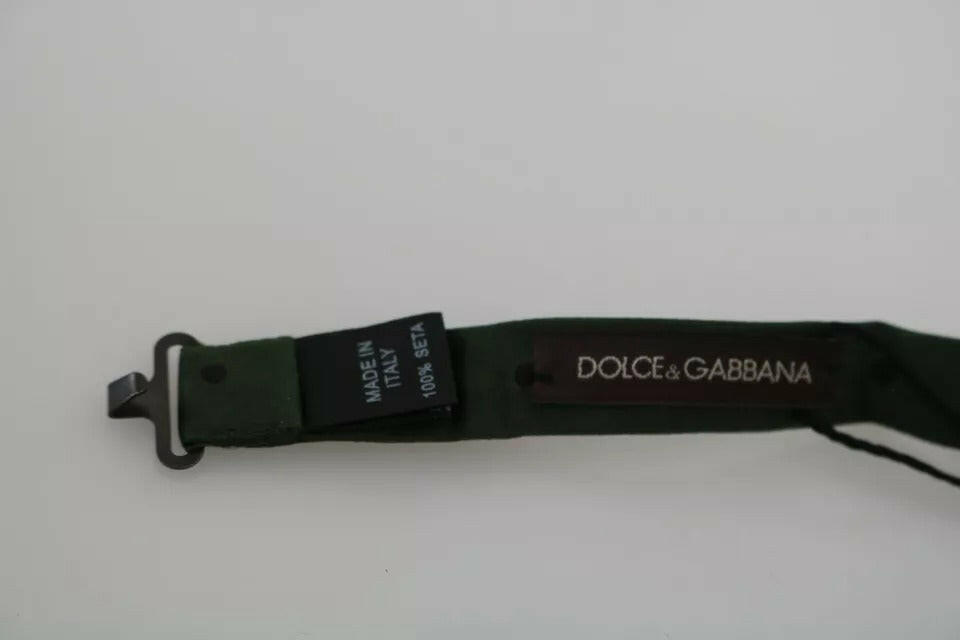 MADE IN
ITALY
100% SETA
DOLCE & GABBANA